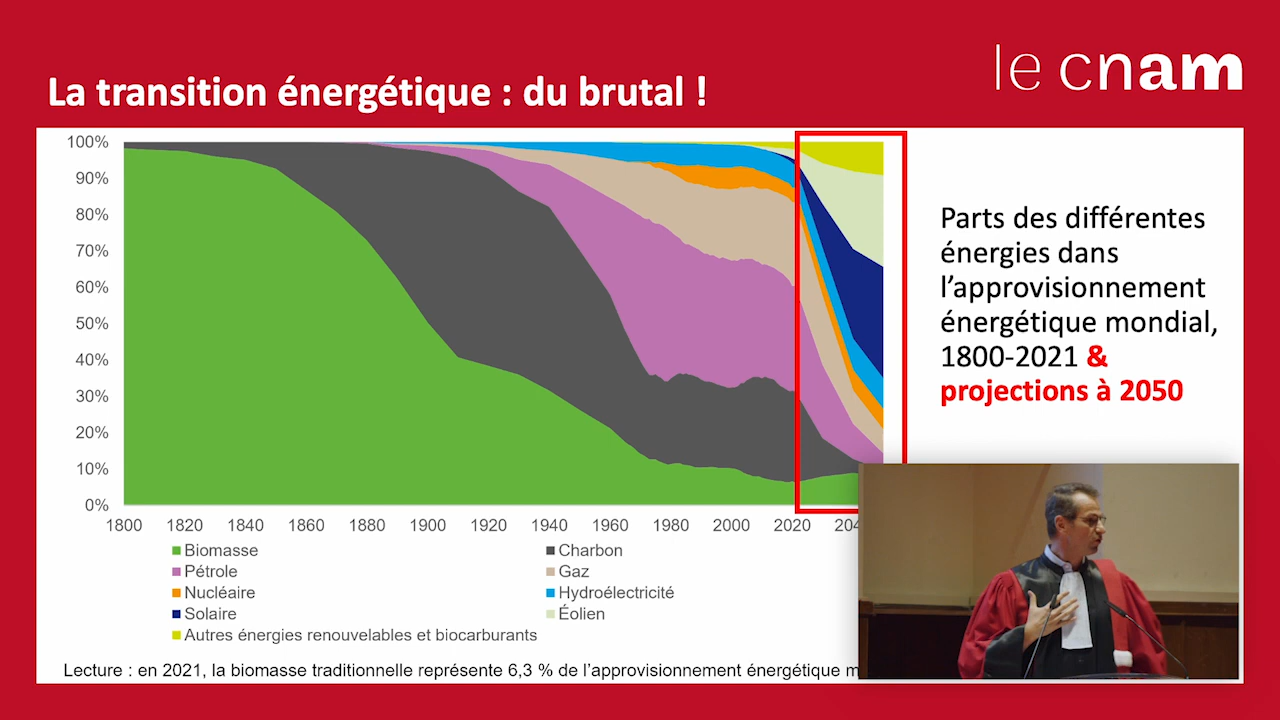 le cnam
La transition énergétique : du brutal !
100%
90%
80%
70%
60%
50%
40%
30%
20%
10%
0%
1800 1820 1840 1860 1880 1900 1920 1940 1960 1980 2000 2020
Parts des différentes
énergies dans
l’approvisionnement
énergétique mondial,
1800-2021 &
projections à 2050
Biomasse
Charbon
Pétrole
Gaz
Nucléaire
Hydroélectricité
Solaire
Éolien
Autres énergies renouvelables et biocarburants
Lecture : en 2021, la biomasse traditionnelle représente 6,3 % de l’approvisionnement énergétique